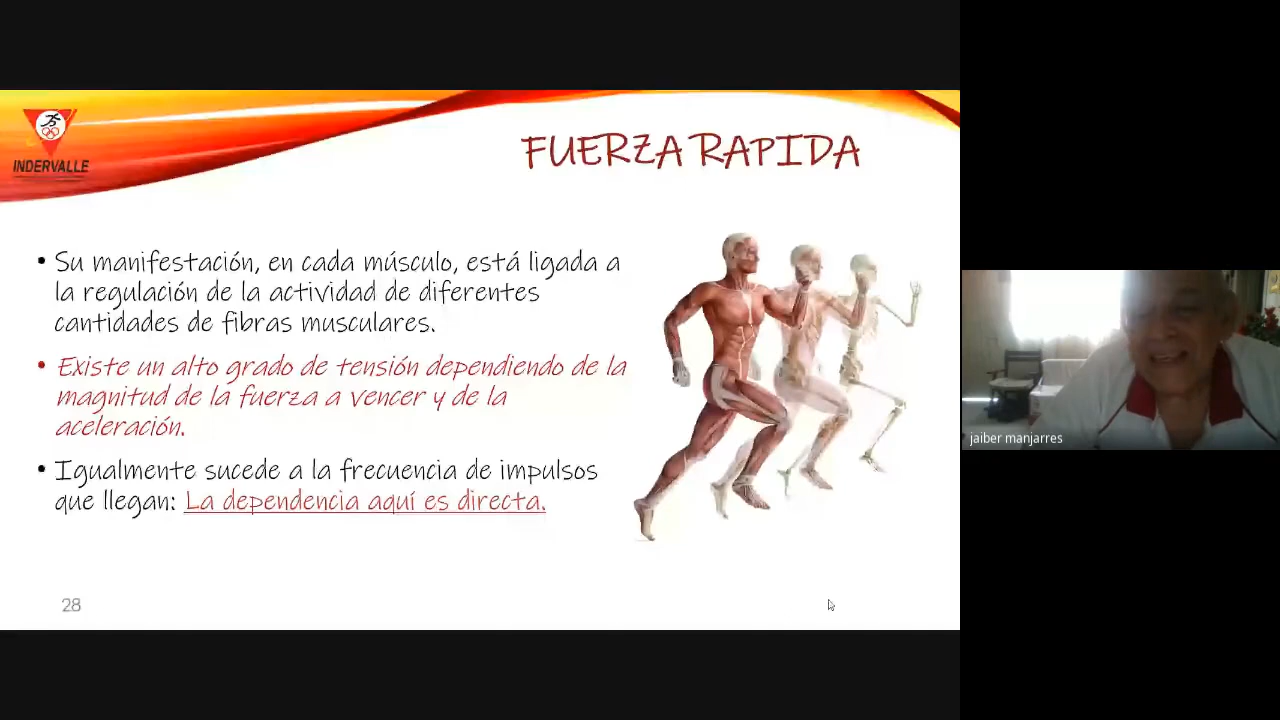 INDERVALLE
FUERZA RAPIDA
• Su manifestación, en cada músculo, está ligada a
la regulación de la actividad de diferentes
cantidades de fibras musculares.
• Existe un alto grado de tensión dependiendo de la
magnitud de la fuerza a vencer y de la
aceleración.
• Igualmente sucede a la frecuencia de impulsos
que llegan: La dependencia aquí es directa.
28
jaiber manjarres